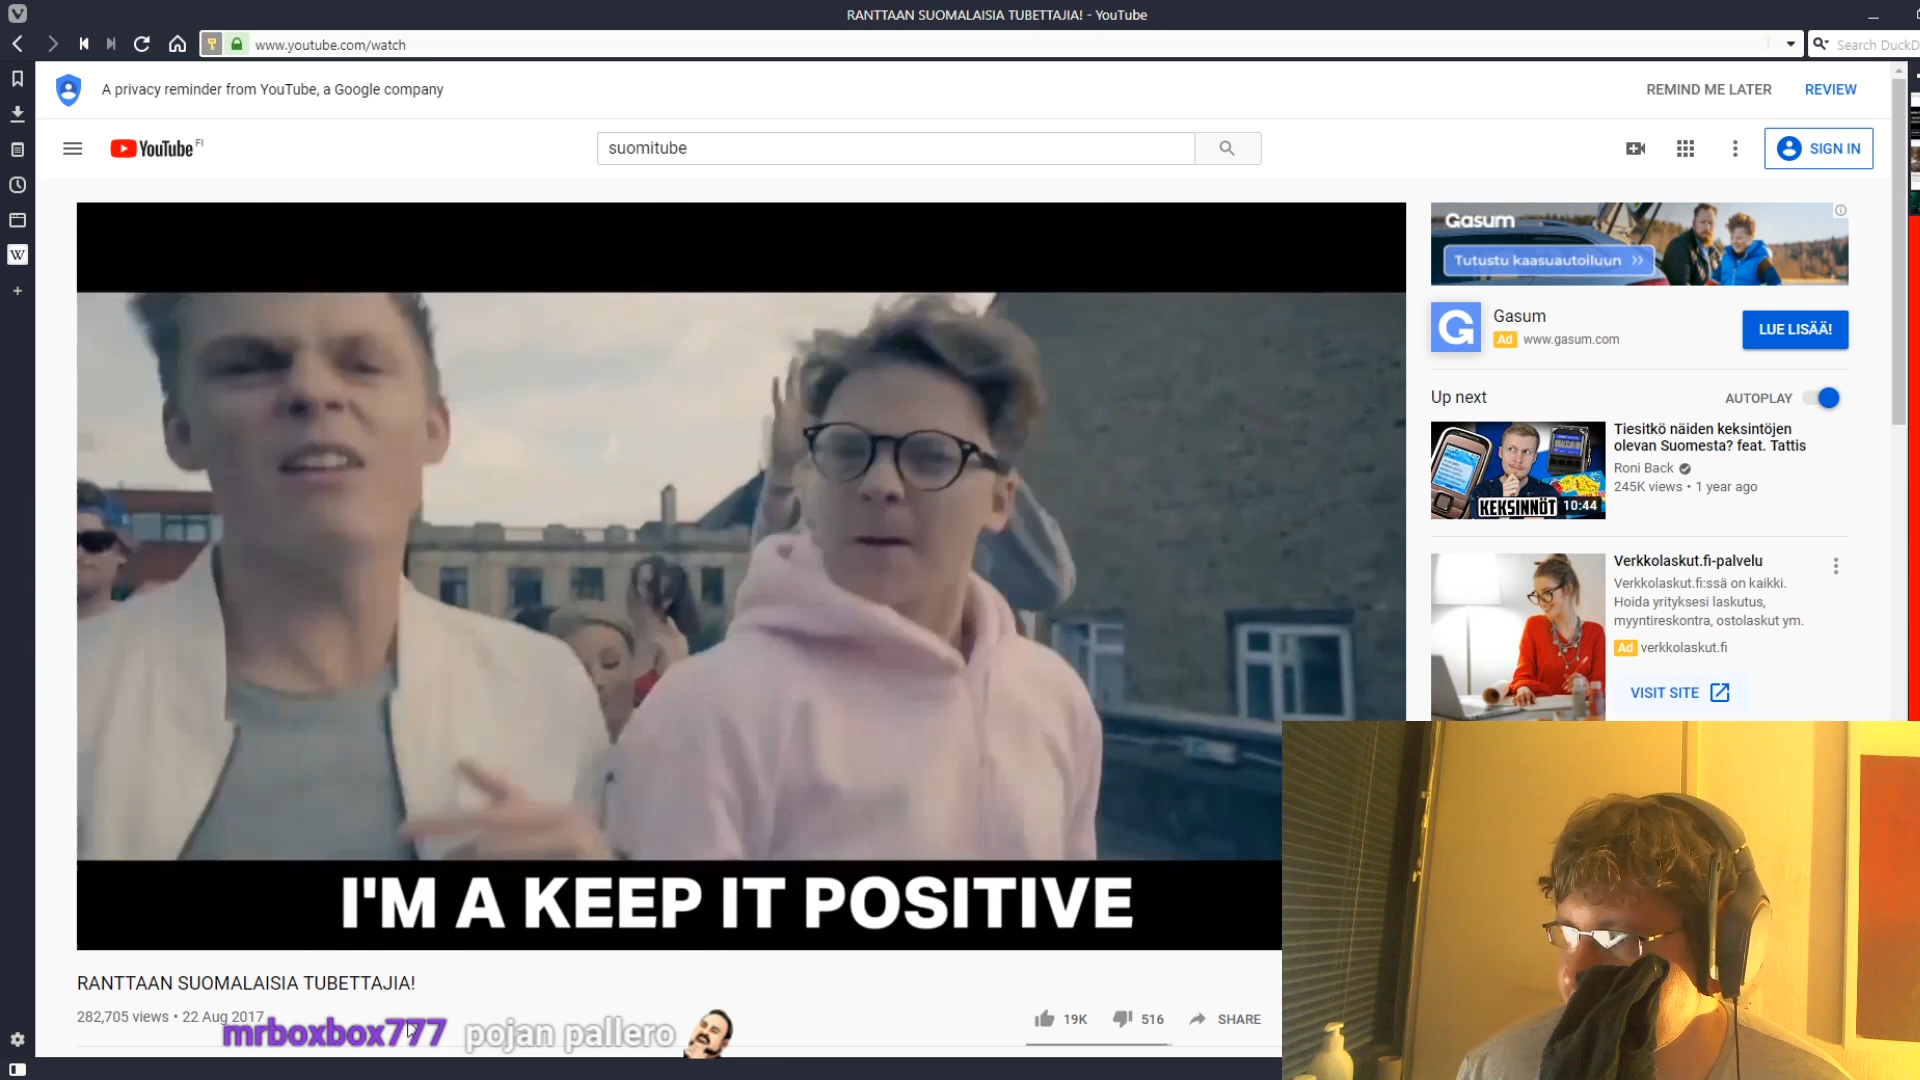 RANTTAAN SUOMALAISIA TUBETTAJIA! - YouTube
www.youtube.com/watch
Search DuckD
A privacy reminder from YouTube, a Google company
REMIND ME LATER
REVIEW
YouTube FI
suomitube
SIGN IN
Gasum
Tutustu kaasuautoiluun »
G
Gasum
Ad www.gasum.com
LUE LISÄÄ!
Up next
AUTOPLAY
Tiesitkö näiden keksintöjen
olevan Suomesta? feat. Tattis
Roni Back
245K views • 1 year ago
KEKSINNÖT 10:44
Verkkolaskut.fi-palvelu
Verkkolaskut.fi:ssä on kaikki.
Hoida yrityksesi laskutus,
myyntireskontra, ostolaskut ym.
Ad verkkolaskut.fi
VISIT SITE
I'M A KEEP IT POSITIVE
RANTTAAN SUOMALAISIA TUBETTAJIA!
282,705 views • 22 Aug 2017
19K
516
SHARE
mrboxbox777 pojan pallero
W